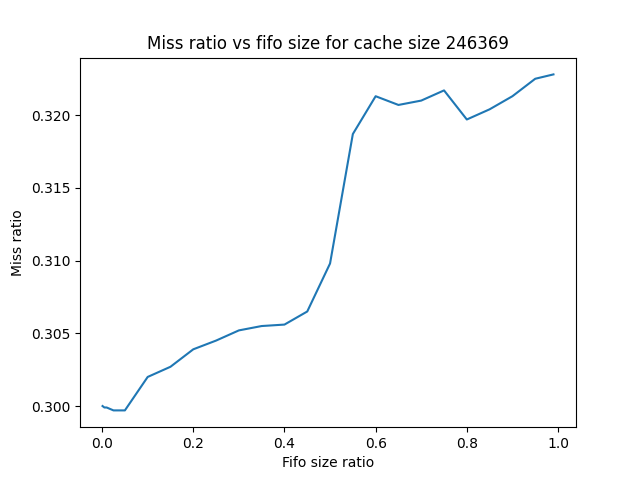 Miss ratio vs fifo size for cache size 246369
0.320
0.315
0.310
0.305
0.300
Miss ratio
0.0 0.2 0.4 0.6 0.8 1.0
Fifo size ratio